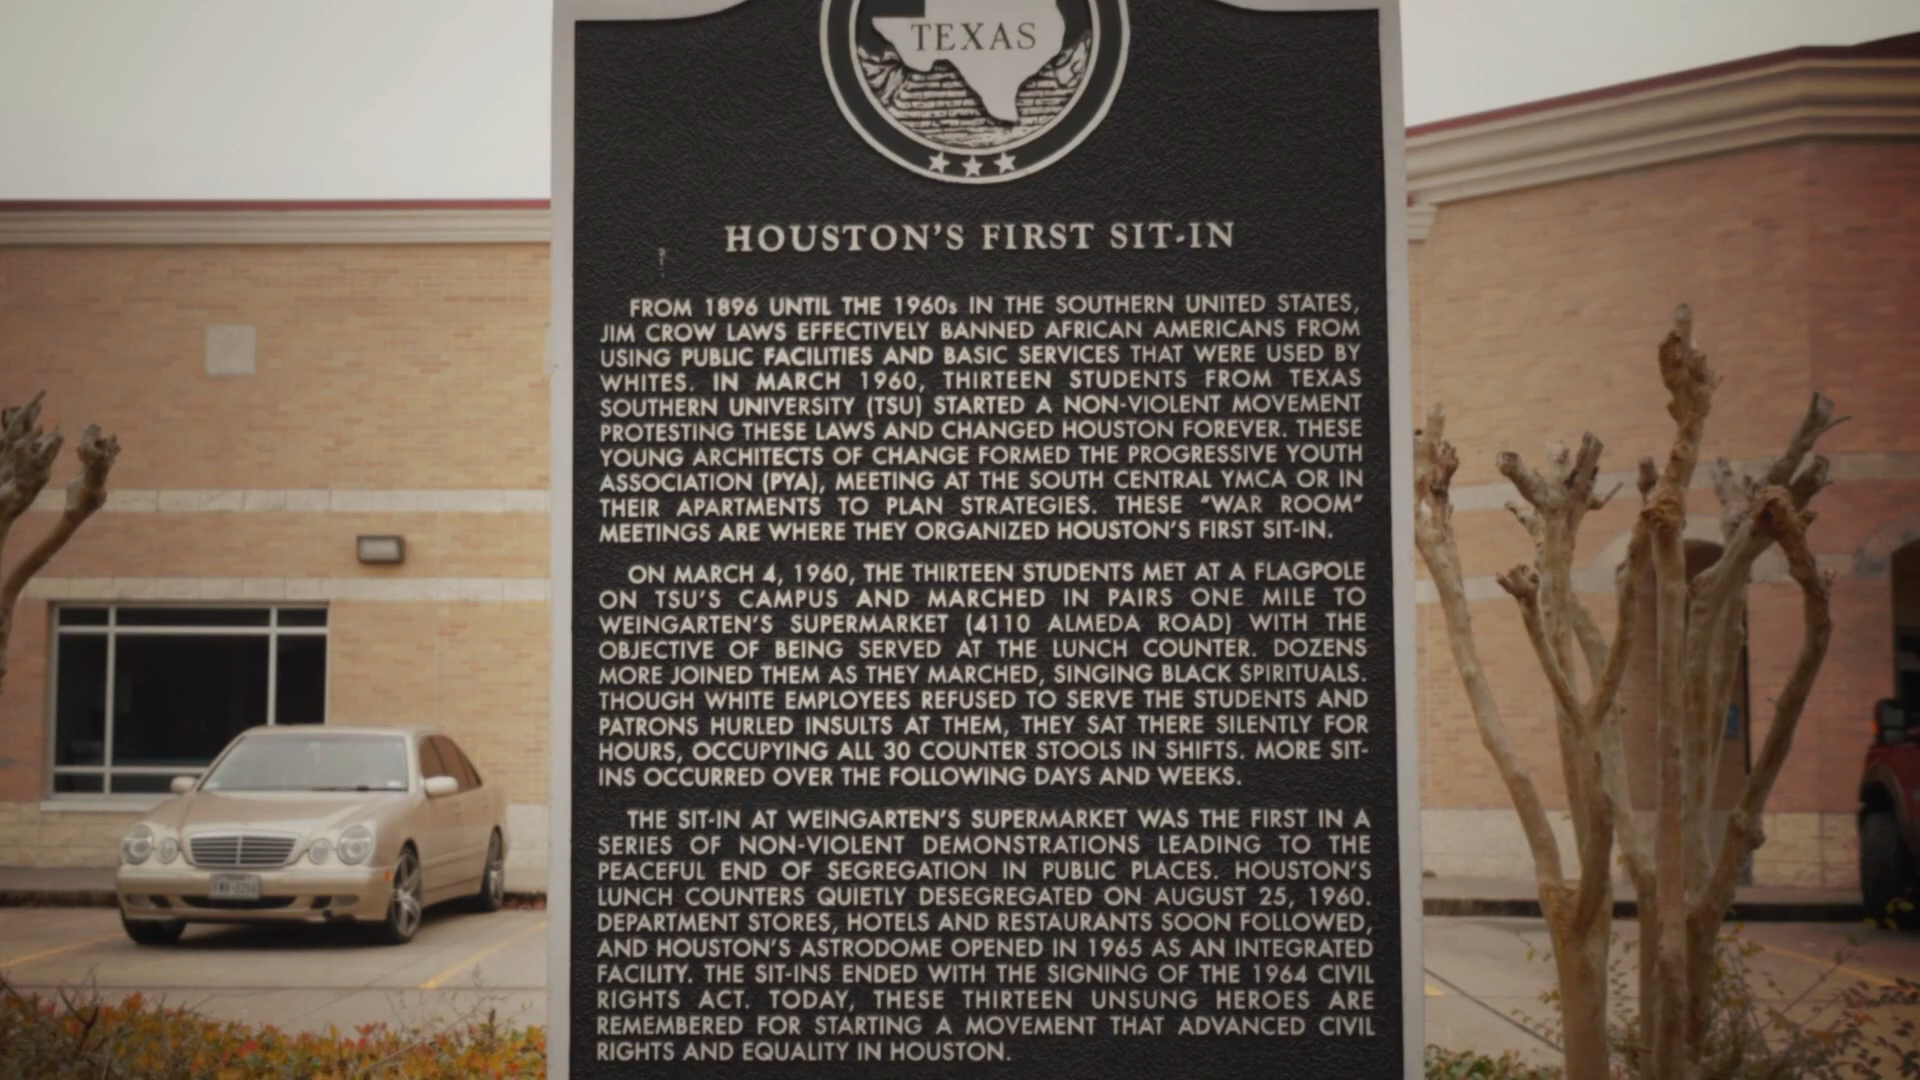 TEXAS
HOUSTON'S FIRST SIT-IN
FROM 1896 UNTIL THE 1960s IN THE SOUTHERN UNITED STATES,
JIM CROW LAWS EFFECTIVELY BANNED AFRICAN AMERICANS FROM
USING PUBLIC FACILITIES AND BASIC SERVICES THAT WERE USED BY
WHITES. IN MARCH 1960, THIRTEEN STUDENTS FROM TEXAS
SOUTHERN UNIVERSITY (TSU) STARTED A NON-VIOLENT MOVEMENT
PROTESTING THESE LAWS AND CHANGED HOUSTON FOREVER. THESE
YOUNG ARCHITECTS OF CHANGE FORMED THE PROGRESSIVE YOUTH
ASSOCIATION (PYA), MEETING AT THE SOUTH CENTRAL YMCA OR IN
THEIR APARTMENTS TO PLAN STRATEGIES. THESE "WAR ROOM"
MEETINGS ARE WHERE THEY ORGANIZED HOUSTON'S FIRST SIT-IN.
ON MARCH 4, 1960, THE THIRTEEN STUDENTS MET AT A FLAGPOLE
ON TSU'S CAMPUS AND MARCHED IN PAIRS ONE MILE TO
WEINGARTEN'S SUPERMARKET (4110 ALMEDA ROAD) WITH THE
OBJECTIVE OF BEING SERVED AT THE LUNCH COUNTER. DOZENS
MORE JOINED THEM AS THEY MARCHED, SINGING BLACK SPIRITUALS.
THOUGH WHITE EMPLOYEES REFUSED TO SERVE THE STUDENTS AND
PATRONS HURLED INSULTS AT THEM, THEY SAT THERE SILENTLY FOR
HOURS, OCCUPYING ALL 30 COUNTER STOOLS IN SHIFTS. MORE SIT-
INS OCCURRED OVER THE FOLLOWING DAYS AND WEEKS.
THE SIT-IN AT WEINGARTEN'S SUPERMARKET WAS THE FIRST IN A
SERIES OF NON-VIOLENT DEMONSTRATIONS LEADING TO THE
PEACEFUL END OF SEGREGATION IN PUBLIC PLACES. HOUSTON'S
LUNCH COUNTERS QUIETLY DESEGREGATED ON AUGUST 25, 1960.
DEPARTMENT STORES, HOTELS AND RESTAURANTS SOON FOLLOWED,
AND HOUSTON'S ASTRODOME OPENED IN 1965 AS AN INTEGRATED
FACILITY. THE SIT-INS ENDED WITH THE SIGNING OF THE 1964 CIVIL
RIGHTS ACT. TODAY, THESE THIRTEEN UNSUNG HEROES ARE
REMEMBERED FOR STARTING A MOVEMENT THAT ADVANCED CIVIL
RIGHTS AND EQUALITY IN HOUSTON.